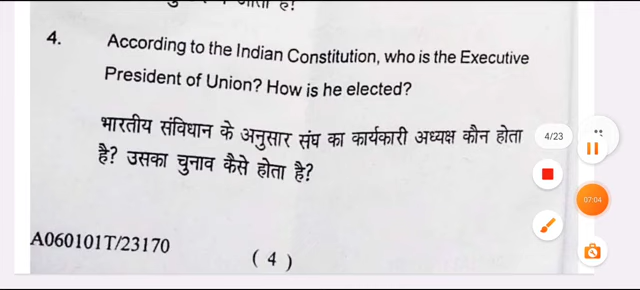 4. According to the Indian Constitution, who is the Executive
President of Union? How is he elected?
भारतीय संविधान के अनुसार संघ का कार्यकारी अध्यक्ष कौन होता
है? उसका चुनाव कैसे होता है?
4/23
07:04
A060101T/23170
( 4 )